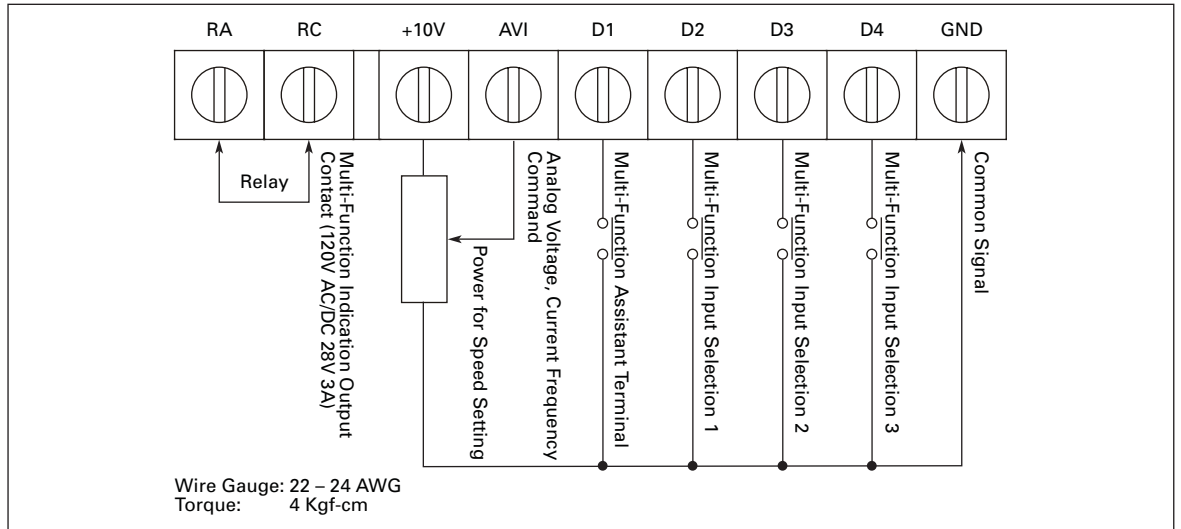 RA RC +10V AVI D1 D2 D3 D4 GND
Relay
Multi-Function Indication Output
Contact (120V AC/DC 28V 3A)
Power for Speed Setting
Analog Voltage, Current Frequency
Command
Multi-Function Assistant Terminal
Multi-Function Input Selection 1
Multi-Function Input Selection 2
Multi-Function Input Selection 3
Common Signal
Wire Gauge: 22 – 24 AWG
Torque: 4 Kgf-cm